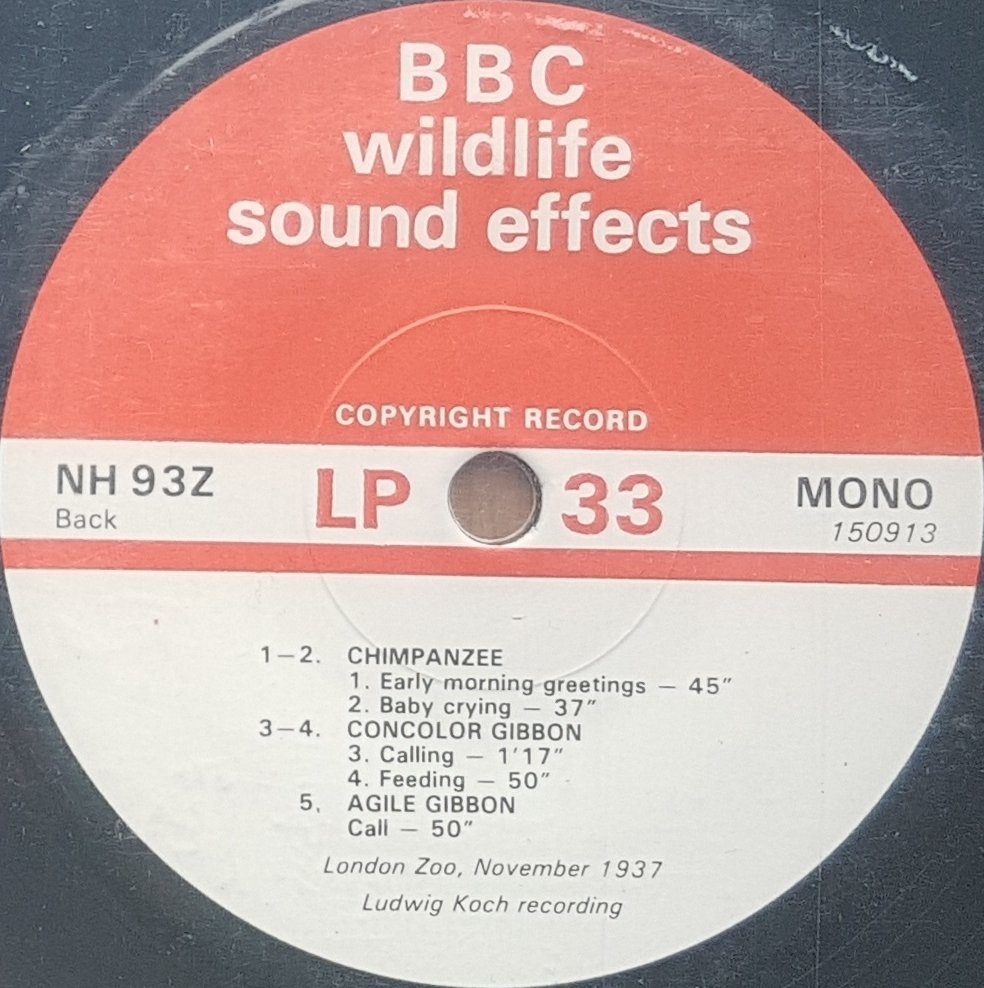 BBC
wildlife
sound effects
COPYRIGHT RECORD
NH 93Z LP 33 MONO
Back 150913
1–2. CHIMPANZEE
1. Early morning greetings — 45”
2. Baby crying — 37”
3–4. CONCOLOR GIBBON
3. Calling — 1’17”
4. Feeding — 50”
5. AGILE GIBBON
Call — 50”
London Zoo, November 1937
Ludwig Koch recording